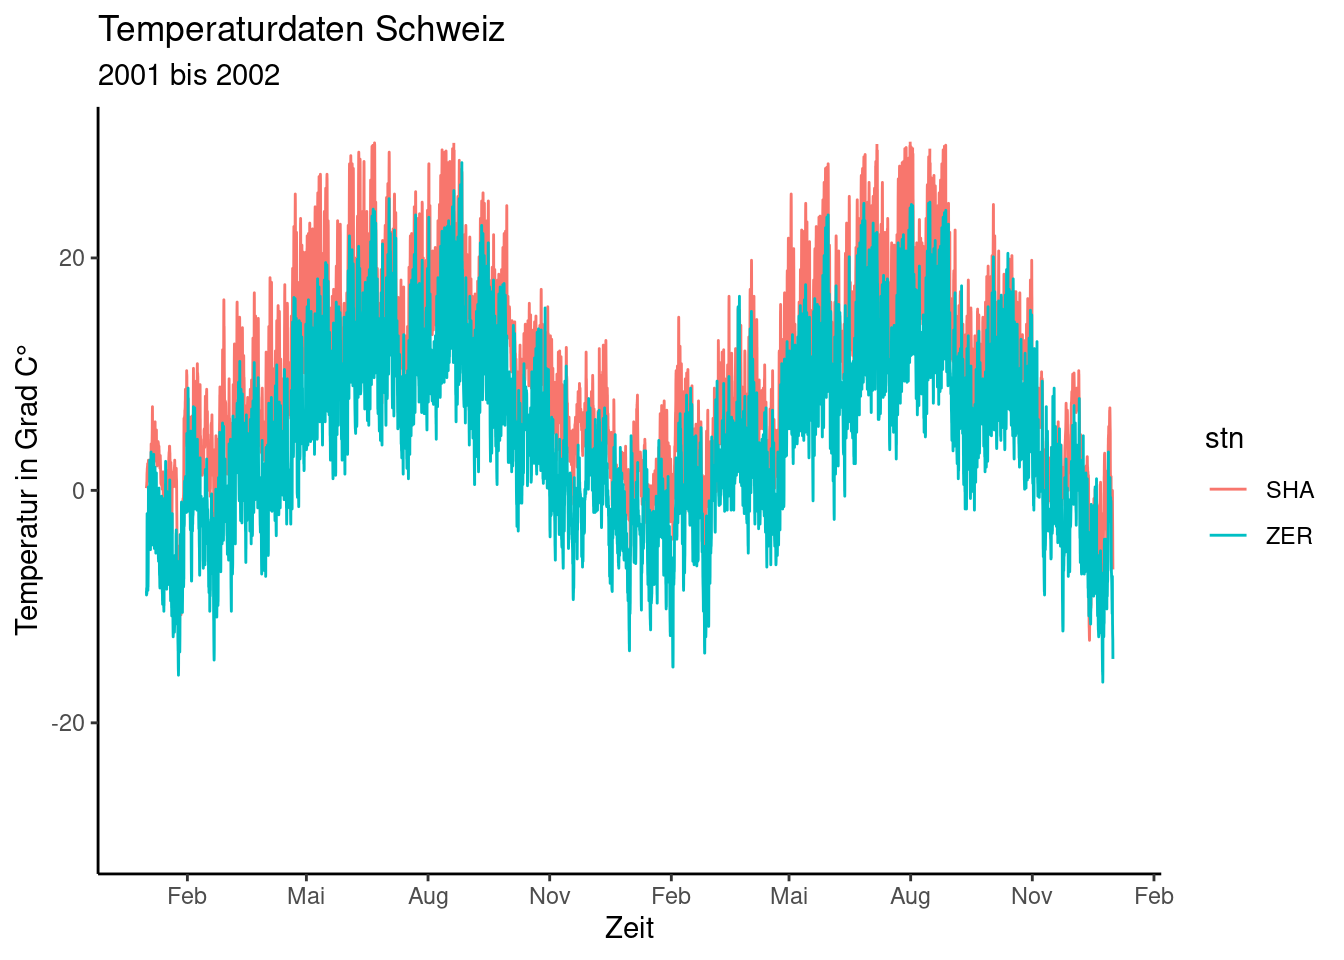 Temperaturdaten Schweiz
2001 bis 2002
Temperatur in Grad C°
20
0
-20
Feb Mai Aug Nov Feb Mai Aug Nov Feb
Zeit
stn
SHA
ZER